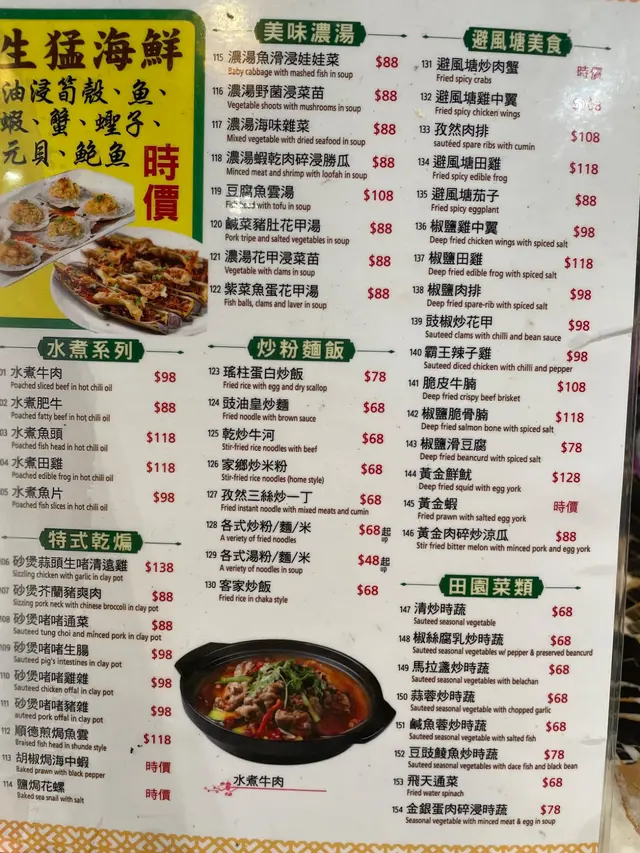 生猛海鮮
油浸筍殼、魚、
蝦、蟹、蟶子、
元貝、鮑魚
時價
水煮系列
01 水煮牛肉 $98
Poached sliced beef in hot chili oil
02 水煮肥牛 $88
Poached fatty beef in hot chili oil
03 水煮魚頭 $118
Poached fish head in hot chili oil
04 水煮田雞 $118
Poached edible frog in hot chili oil
05 水煮魚片 $98
Poached fish slices in hot chili oil
特式乾煸
06 砂煲蒜頭生啫清遠雞 $138
Sizzling chicken with garlic in clay pot
07 砂煲芥蘭豬爽肉 $88
Sizzing pork neck with chinese broccoli in clay pot
08 砂煲啫啫通菜 $88
Sauteed tung choi and minced pork in clay pot
09 砂煲啫啫生腸 $98
Sauteed pig's intestines in clay pot
10 砂煲啫啫雞雜 $98
Sauteed chicken offal in clay pot
11 砂煲啫啫豬雜 $98
auteed pork offal in clay pot
112 順德煎焗魚雲 $118
Braised fish head in shunde style
113 胡椒焗海中蝦 時價
Baked prawn with black pepper
114 鹽焗花螺 時價
Baked sea snail with salt
美味濃湯
115 濃湯魚滑浸娃娃菜 $88
Baby cabbage with mashed fish in soup
116 濃湯野菌浸菜苗 $88
Vegetable shoots with mushrooms in soup
117 濃湯海味雜菜 $88
Mixed vegetable with dried seafood in soup
118 濃湯蝦乾肉碎浸勝瓜 $88
Minced meat and shrimp with loofah in soup
119 豆腐魚雲湯 $108
Fish head with tofu in soup
120 鹹菜豬肚花甲湯 $88
Pork tripe and salted vegetables in soup
121 濃湯花甲浸菜苗 $88
Vegetable with clams in soup
122 紫菜魚蛋花甲湯 $88
Fish balls, clams and laver in soup
炒粉麵飯
123 瑤柱蛋白炒飯 $78
Fried rice with egg and dry scallop
124 豉油皇炒麵 $68
Fried noodle with brown sauce
125 乾炒牛河 $68
Stir-fried rice noodles with beef
126 家鄉炒米粉 $68
Stir-fried rice noodles (home style)
127 孜然三絲炒一丁 $68
Fried instant noodle with mixed meats and cumin
128 各式炒粉/麵/米 $68起 up
A variety of fried noodles
129 各式湯粉/麵/米 $48起 up
A variety of noodles in soup
130 客家炒飯 $68
Fried rice in chaka style
水煮牛肉
避風塘美食
131 避風塘炒肉蟹 時價
Fried spicy crabs
132 避風塘雞中翼
Fried spicy chicken wings
133 孜然肉排 $108
sautéed spare ribs with cumin
134 避風塘田雞 $118
Fried spicy edible frog
135 避風塘茄子 $88
Fried spicy eggplant
136 椒鹽雞中翼 $98
Deep fried chicken wings with spiced salt
137 椒鹽田雞 $118
Deep fried edible frog with spiced salt
138 椒鹽肉排 $98
Deep fried spare-rib with spiced salt
139 豉椒炒花甲 $98
Sauteed clams with chilli and bean sauce
140 霸王辣子雞 $98
Sauteed diced chicken with chilli and pepper
141 脆皮牛腩 $108
Deep fried crispy beef brisket
142 椒鹽脆骨腩 $118
Deep fried salmon bone with spiced salt
143 椒鹽滑豆腐 $78
Deep fried beancurd with spiced salt
144 黃金鮮魷 $128
Deep fried squid with egg york
145 黃金蝦 時價
Fried prawn with salted egg york
146 黃金肉碎炒涼瓜 $88
Stir fried bitter melon with minced pork and egg york
田園菜類
147 清炒時蔬 $68
Sauteed seasonal vegetable
148 椒絲腐乳炒時蔬 $68
Sauteed seasonal vegetables w/ pepper & preserved beancurd
149 馬拉盞炒時蔬 $68
Sauteed seasonal vegetables with belachan
150 蒜蓉炒時蔬 $68
Sauteed seasonal vegetable with chopped garlic
151 鹹魚蓉炒時蔬 $68
Sauteed seasonal vegetable with salted fish
152 豆豉鯪魚炒時蔬 $78
Sauteed seasonal vegetables with dace fish and black bean
153 飛天通菜 $68
Fried water spinach
154 金銀蛋肉碎浸時蔬 $78
Seasonal vegetable with minced meat & egg in soup